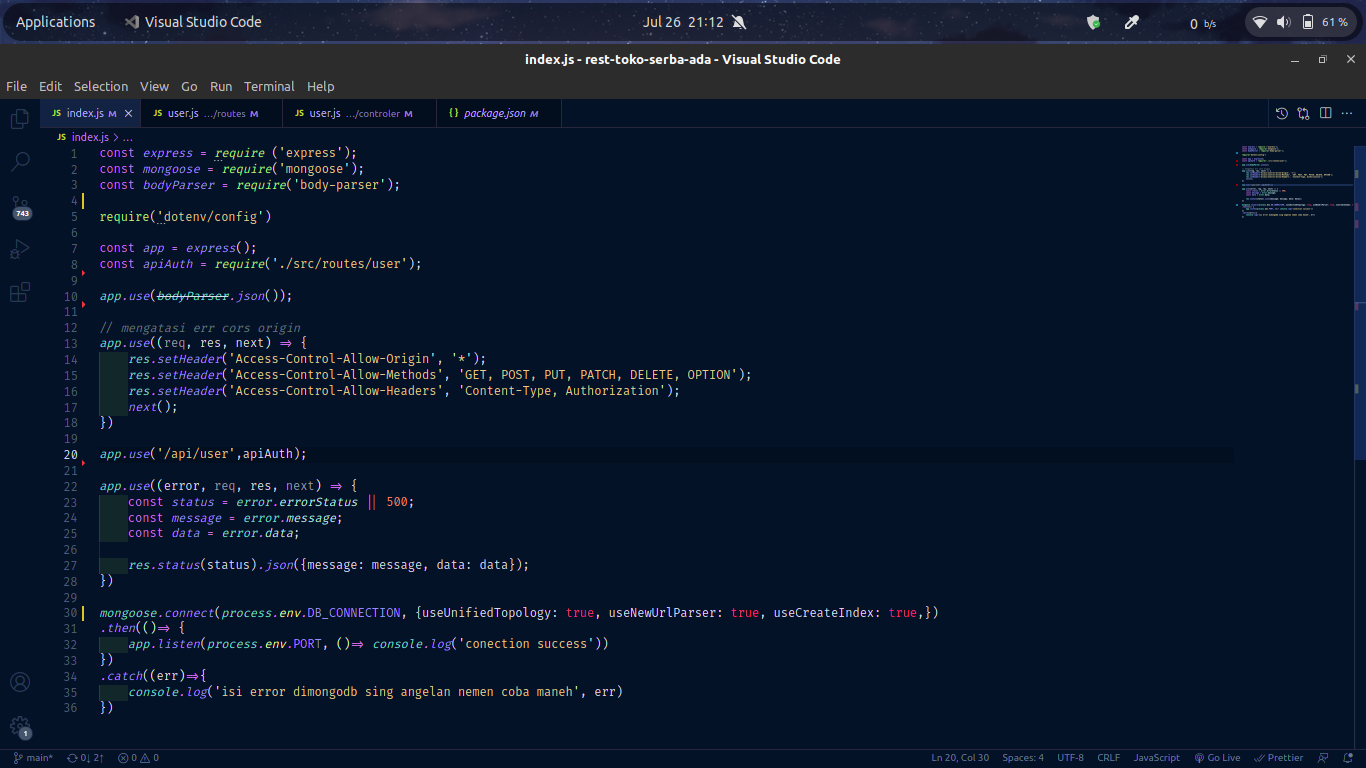 Applications
Visual Studio Code
Jul 26 21:12
0 b/s
61 %
index.js - rest-toko-serba-ada - Visual Studio Code
File Edit Selection View Go Run Terminal Help
JS index.js M
JS user.js .../routes M
JS user.js .../controler M
{} package.json M
JS index.js > ...
1 const express = require ('express');
2 const mongoose = require('mongoose');
3 const bodyParser = require('body-parser');
4
5 require('dotenv/config')
6
7 const app = express();
8 const apiAuth = require('./src/routes/user');
9
10 app.use(bodyParser.json());
11
12 // mengatasi err cors origin
13 app.use((req, res, next) => {
14 res.setHeader('Access-Control-Allow-Origin', '*');
15 res.setHeader('Access-Control-Allow-Methods', 'GET, POST, PUT, PATCH, DELETE, OPTION');
16 res.setHeader('Access-Control-Allow-Headers', 'Content-Type, Authorization');
17 next();
18 })
19
20 app.use('/api/user',apiAuth);
21
22 app.use((error, req, res, next) => {
23 const status = error.errorStatus || 500;
24 const message = error.message;
25 const data = error.data;
26
27 res.status(status).json({message: message, data: data});
28 })
29
30 mongoose.connect(process.env.DB_CONNECTION, {useUnifiedTopology: true, useNewUrlParser: true, useCreateIndex: true,})
31 .then(()=> {
32 app.listen(process.env.PORT, ()=> console.log('conection success'))
33 })
34 .catch((err)=>{
35 console.log('isi error dimongodb sing angelan nemen coba maneh', err)
36 })
743
1
main* 0↓ 2↑ 0 0
Ln 20, Col 30 Spaces: 4 UTF-8 CRLF JavaScript Go Live Prettier